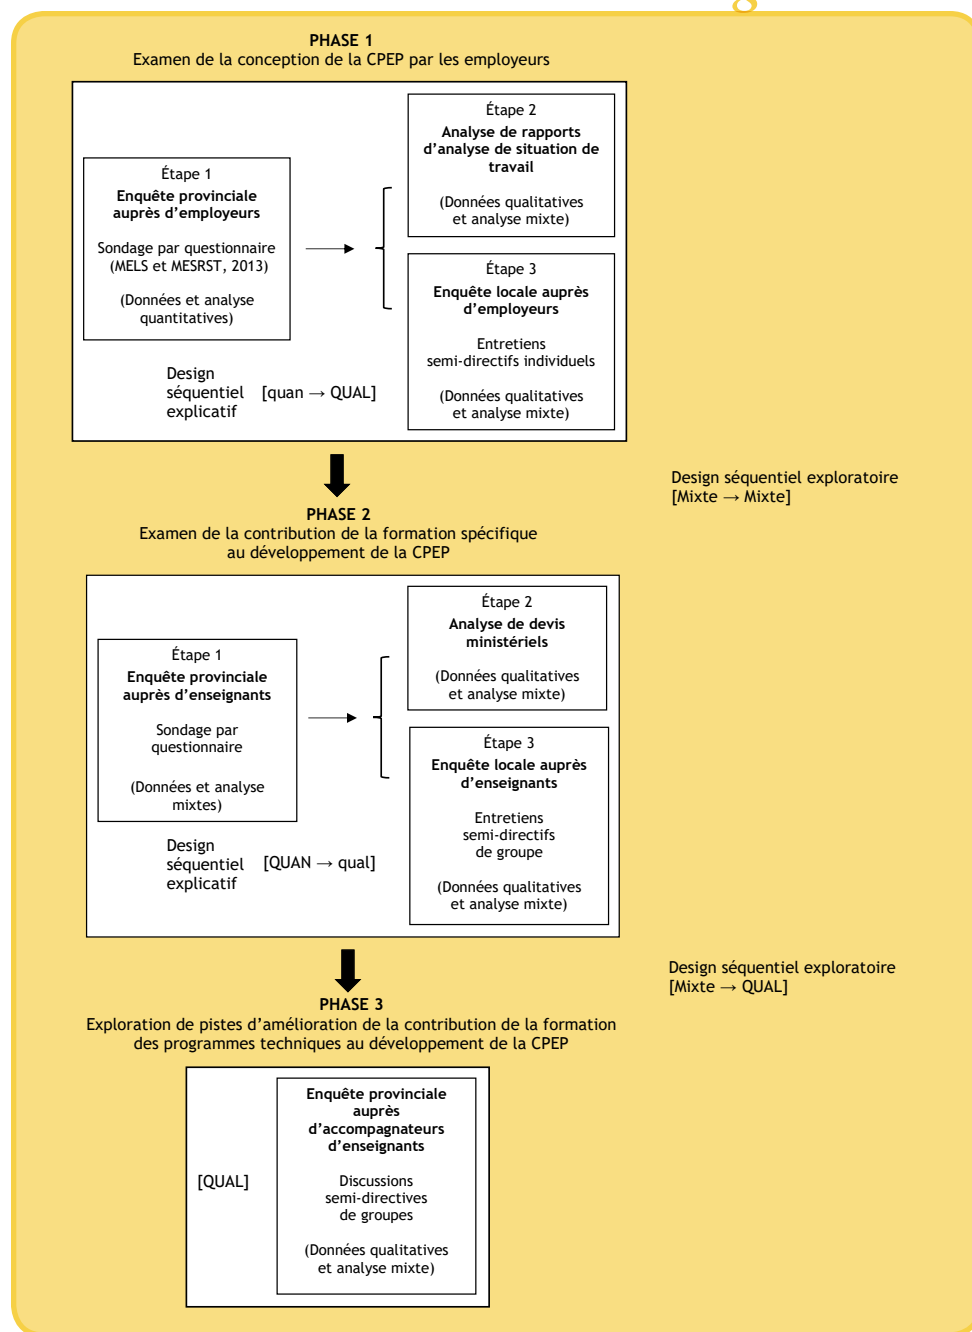 PHASE 1
Examen de la conception de la CPEP par les employeurs
Étape 1
Enquête provinciale
auprès d'employeurs
Sondage par questionnaire
(MELS et MESRST, 2013)
(Données et analyse
quantitatives)
Étape 2
Analyse de rapports
d'analyse de situation de
travail
(Données qualitatives
et analyse mixte)
Étape 3
Enquête locale auprès
d'employeurs
Entretiens
semi-directifs individuels
(Données qualitatives
et analyse mixte)
Design
séquentiel [quan → QUAL]
explicatif
Design séquentiel exploratoire
[Mixte → Mixte]
PHASE 2
Examen de la contribution de la formation spécifique
au développement de la CPEP
Étape 1
Enquête provinciale
auprès d'enseignants
Sondage par
questionnaire
(Données et analyse
mixtes)
Étape 2
Analyse de devis
ministériels
(Données qualitatives
et analyse mixte)
Étape 3
Enquête locale auprès
d'enseignants
Entretiens
semi-directifs
de groupe
(Données qualitatives
et analyse mixte)
Design
séquentiel [QUAN → qual]
explicatif
Design séquentiel exploratoire
[Mixte → QUAL]
PHASE 3
Exploration de pistes d'amélioration de la contribution de la formation
des programmes techniques au développement de la CPEP
[QUAL]
Enquête provinciale
auprès
d'accompagnateurs
d'enseignants
Discussions
semi-directives
de groupes
(Données qualitatives
et analyse mixte)